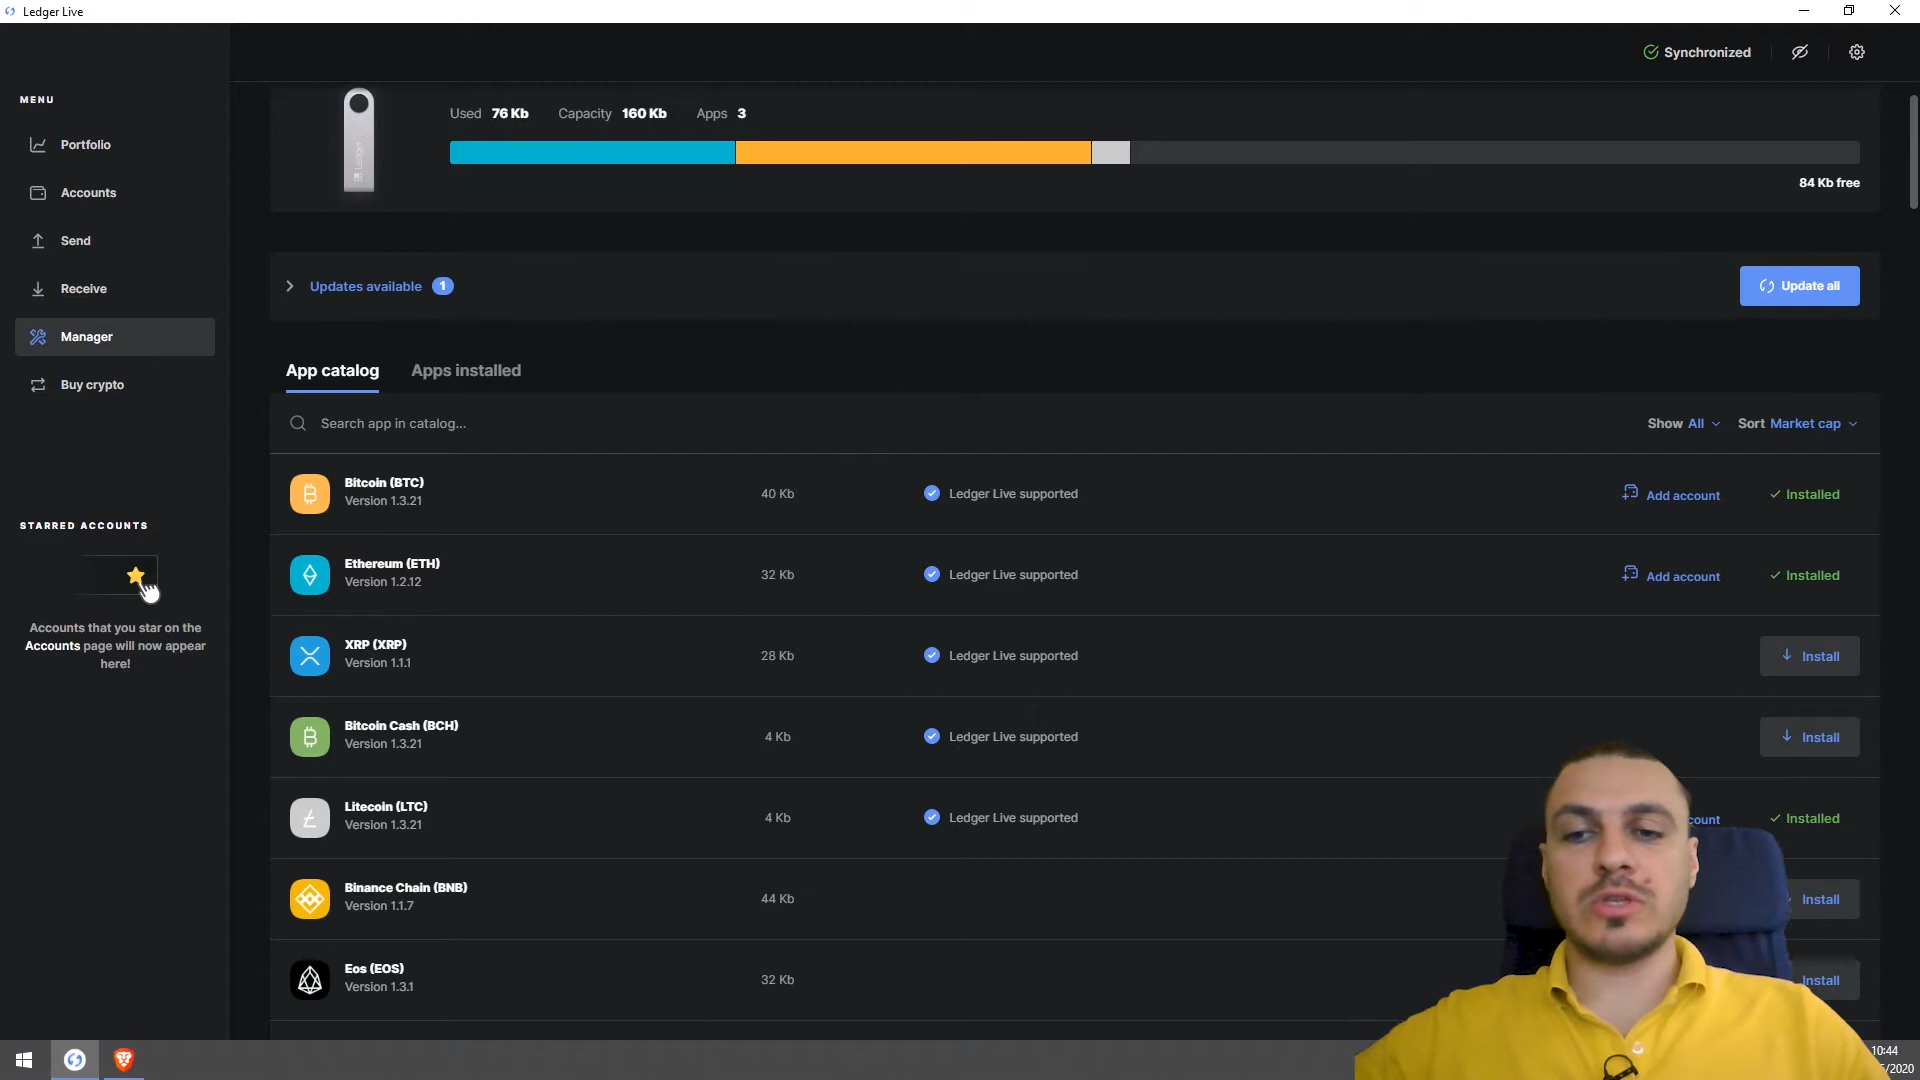 Ledger Live
Synchronized
MENU
Portfolio
Accounts
Send
Receive
Manager
Buy crypto
STARRED ACCOUNTS
Accounts that you star on the
Accounts page will now appear
here!
Ledger
Used 76 Kb Capacity 160 Kb Apps 3
84 Kb free
Updates available 1
Update all
App catalog Apps installed
Search app in catalog...
Show All Sort Market cap
Bitcoin (BTC)
Version 1.3.21
40 Kb Ledger Live supported Add account Installed
Ethereum (ETH)
Version 1.2.12
32 Kb Ledger Live supported Add account Installed
XRP (XRP)
Version 1.1.1
28 Kb Ledger Live supported Install
Bitcoin Cash (BCH)
Version 1.3.21
4 Kb Ledger Live supported Install
Litecoin (LTC)
Version 1.3.21
4 Kb Ledger Live supported count Installed
Binance Chain (BNB)
Version 1.1.7
44 Kb Install
Eos (EOS)
Version 1.3.1
32 Kb Install
10:44
/2020